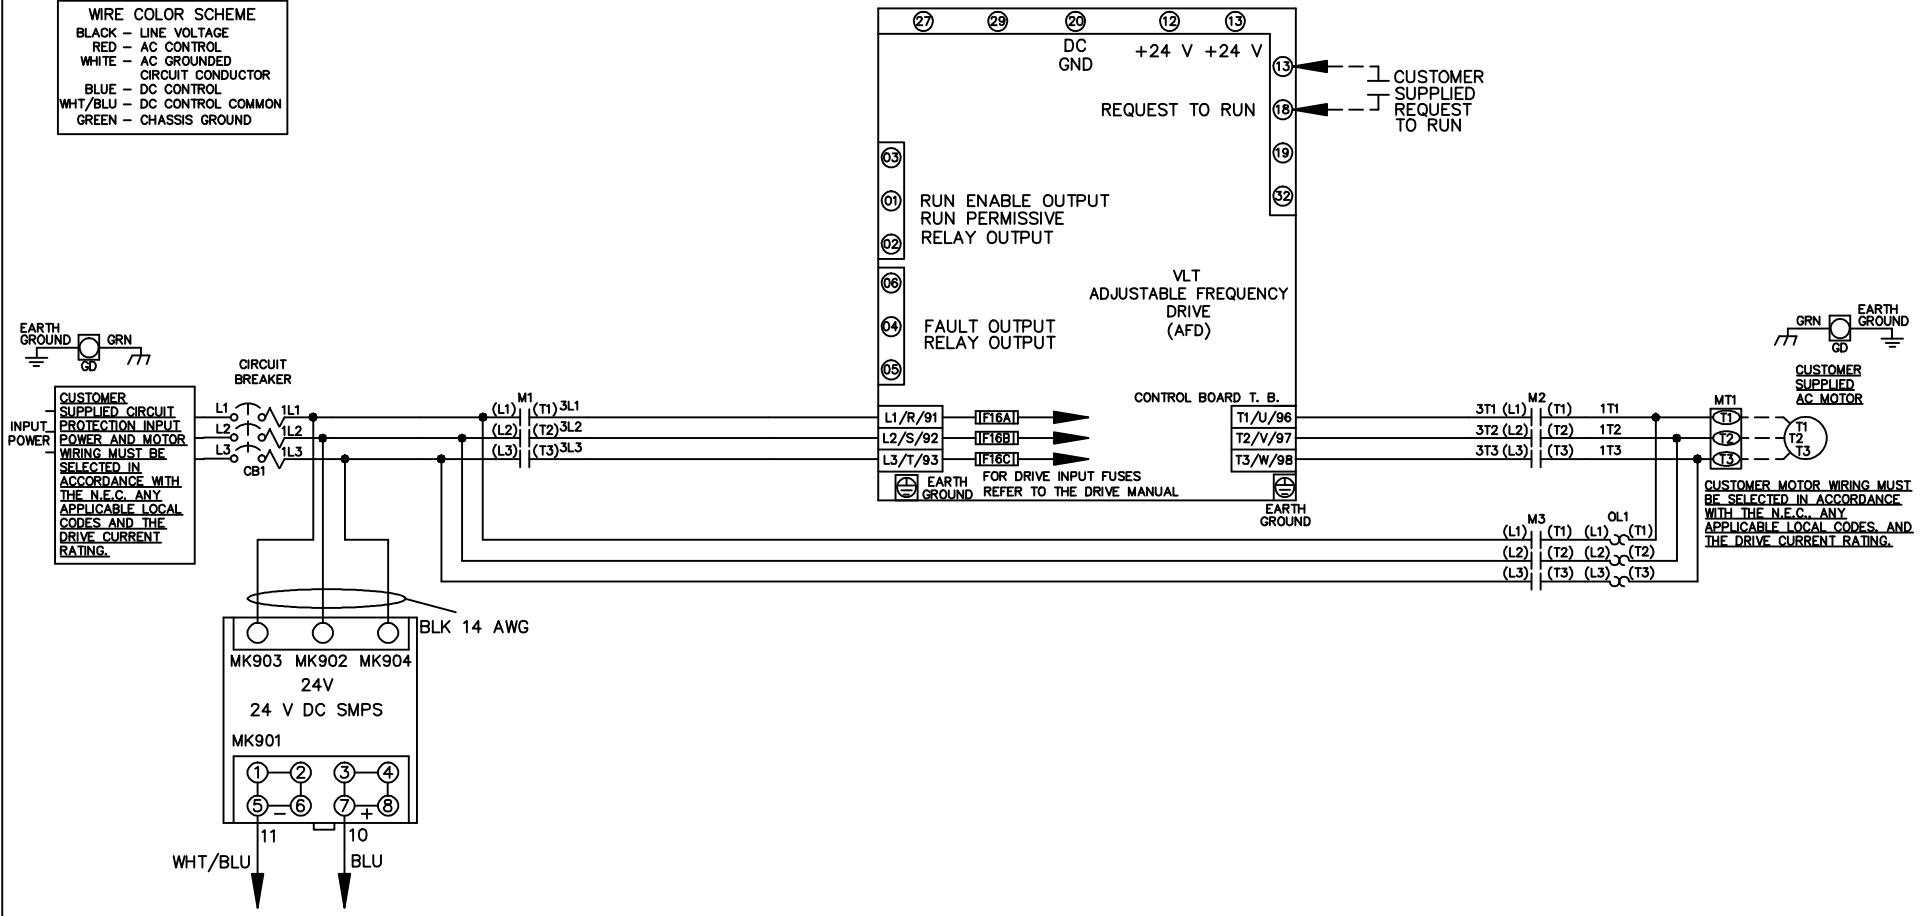 WIRE COLOR SCHEME
BLACK – LINE VOLTAGE
RED – AC CONTROL
WHITE – AC GROUNDED
CIRCUIT CONDUCTOR
BLUE – DC CONTROL
WHT/BLU – DC CONTROL COMMON
GREEN – CHASSIS GROUND
27 29 20 12 13
DC
GND
+24 V +24 V
13
REQUEST TO RUN 18
19
32
CUSTOMER
SUPPLIED
REQUEST
TO RUN
03
01
02
RUN ENABLE OUTPUT
RUN PERMISSIVE
RELAY OUTPUT
06
04
05
FAULT OUTPUT
RELAY OUTPUT
VLT
ADJUSTABLE FREQUENCY
DRIVE
(AFD)
EARTH
GROUND
GRN
GD
CIRCUIT
BREAKER
INPUT
POWER
CUSTOMER
SUPPLIED CIRCUIT
PROTECTION INPUT
POWER AND MOTOR
WIRING MUST BE
SELECTED IN
ACCORDANCE WITH
THE N.E.C. ANY
APPLICABLE LOCAL
CODES AND THE
DRIVE CURRENT
RATING.
L1 1L1
L2 1L2
L3 1L3
CB1
M1
(L1) (T1) 3L1
(L2) (T2) 3L2
(L3) (T3) 3L3
L1/R/91 F16A
L2/S/92 F16B
L3/T/93 F16C
EARTH
GROUND
FOR DRIVE INPUT FUSES
REFER TO THE DRIVE MANUAL
CONTROL BOARD T. B.
T1/U/96
T2/V/97
T3/W/98
EARTH
GROUND
M2
3T1 (L1) (T1) 1T1
3T2 (L2) (T2) 1T2
3T3 (L3) (T3) 1T3
MT1
T1
T2
T3
T1
T2
T3
GRN
GD
EARTH
GROUND
CUSTOMER
SUPPLIED
AC MOTOR
CUSTOMER MOTOR WIRING MUST
BE SELECTED IN ACCORDANCE
WITH THE N.E.C., ANY
APPLICABLE LOCAL CODES, AND
THE DRIVE CURRENT RATING.
M3 OL1
(L1) (T1) (L1) (T1)
(L2) (T2) (L2) (T2)
(L3) (T3) (L3) (T3)
BLK 14 AWG
MK903 MK902 MK904
24V
24 V DC SMPS
MK901
1 2 3 4
5 6 7 8
– +
11 10
WHT/BLU BLU